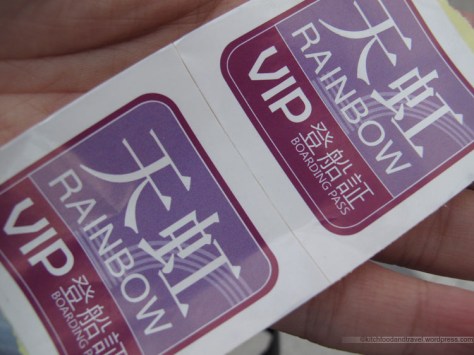 天虹
RAINBOW
VIP 登船証
BOARDING PASS
天虹
RAINBOW
VIP 登船証
BOARDING PASS